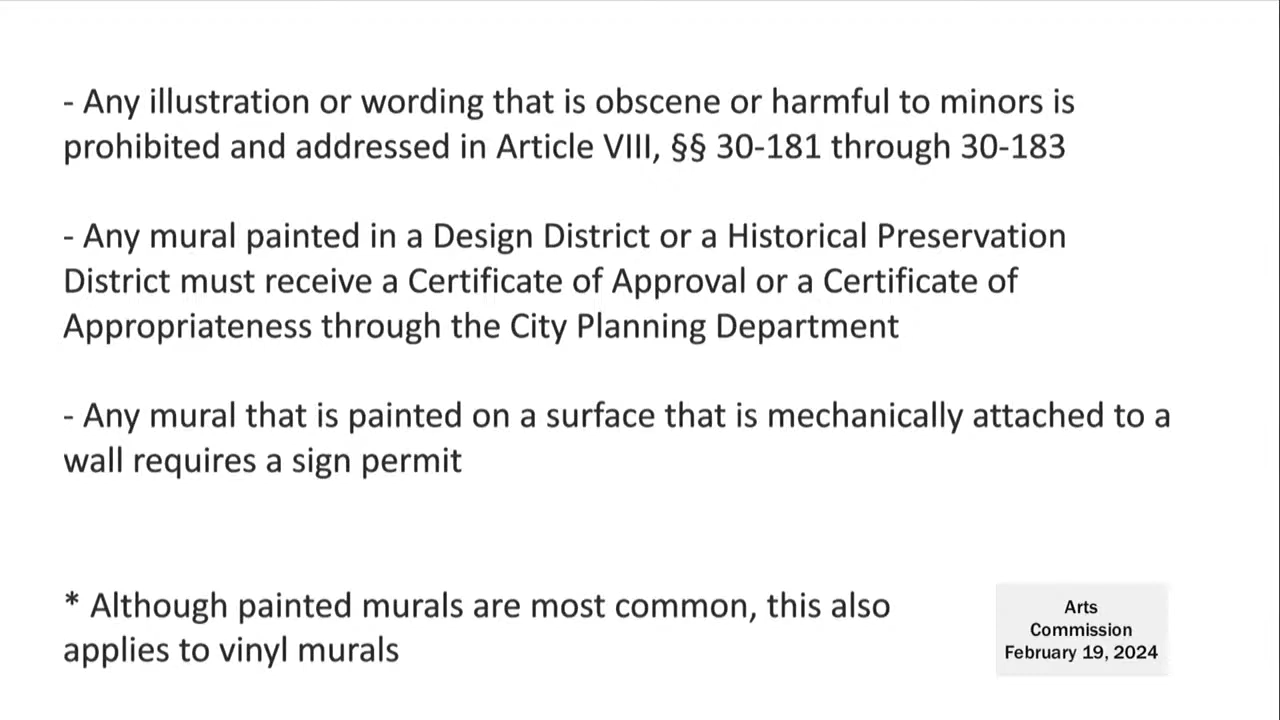 - Any illustration or wording that is obscene or harmful to minors is
prohibited and addressed in Article VIII, §§ 30-181 through 30-183
- Any mural painted in a Design District or a Historical Preservation
District must receive a Certificate of Approval or a Certificate of
Appropriateness through the City Planning Department
- Any mural that is painted on a surface that is mechanically attached to a
wall requires a sign permit
* Although painted murals are most common, this also
applies to vinyl murals
Arts
Commission
February 19, 2024